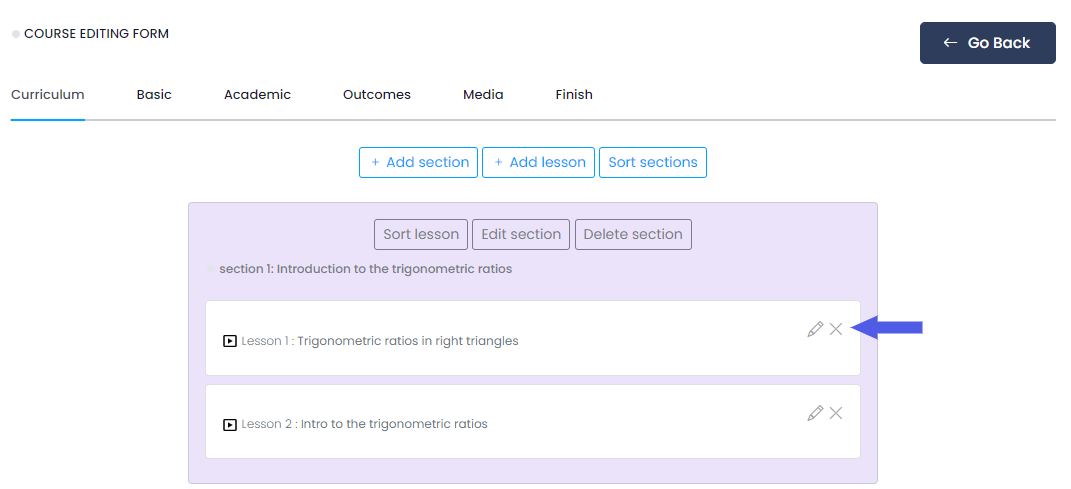 COURSE EDITING FORM
← Go Back
Curriculum Basic Academic Outcomes Media Finish
+ Add section + Add lesson Sort sections
Sort lesson Edit section Delete section
section 1: Introduction to the trigonometric ratios
Lesson 1 : Trigonometric ratios in right triangles
Lesson 2 : Intro to the trigonometric ratios